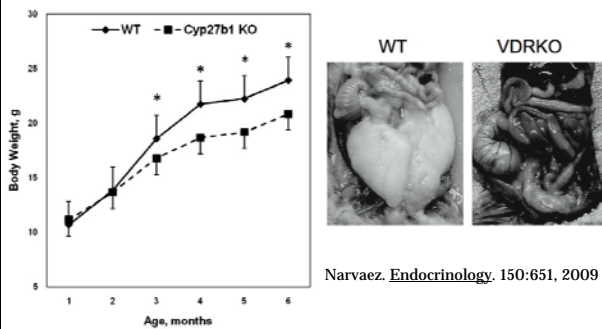 30
WT Cyp27b1 KO
25
20
15
10
5
* * * *
Body Weight, g
1 2 3 4 5 6
Age, months
WT VDRKO
Narvaez. Endocrinology. 150:651, 2009